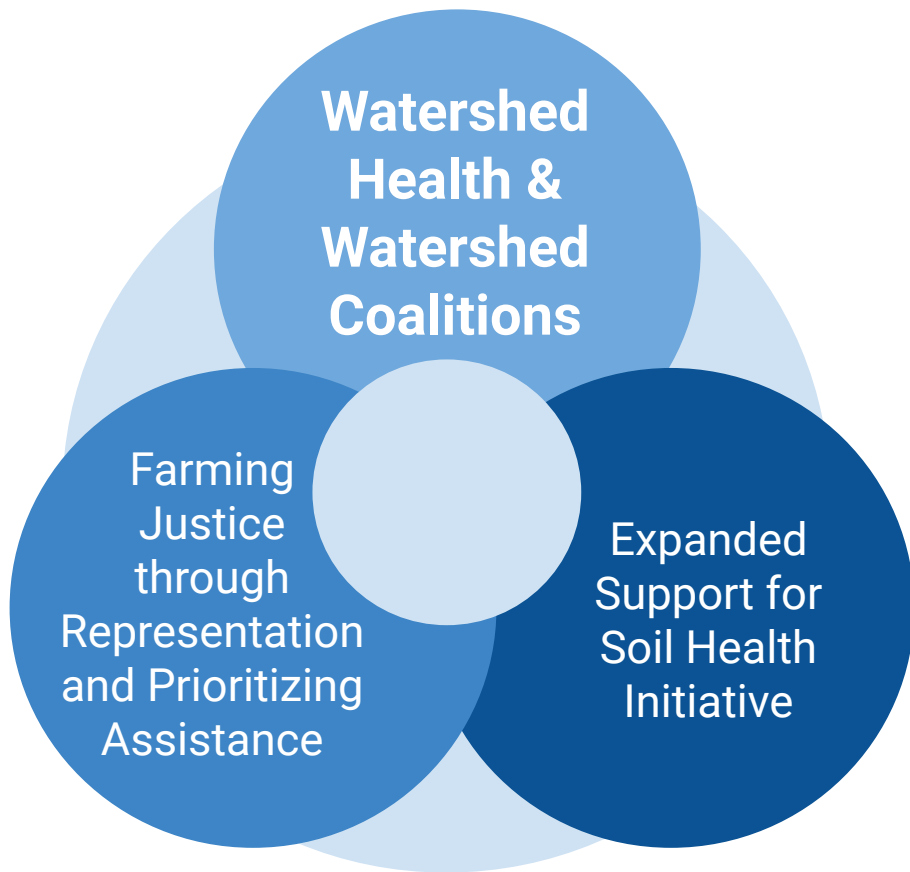 Watershed
Health &
Watershed
Coalitions
Farming
Justice
through
Representation
and Prioritizing
Assistance
Expanded
Support for
Soil Health
Initiative